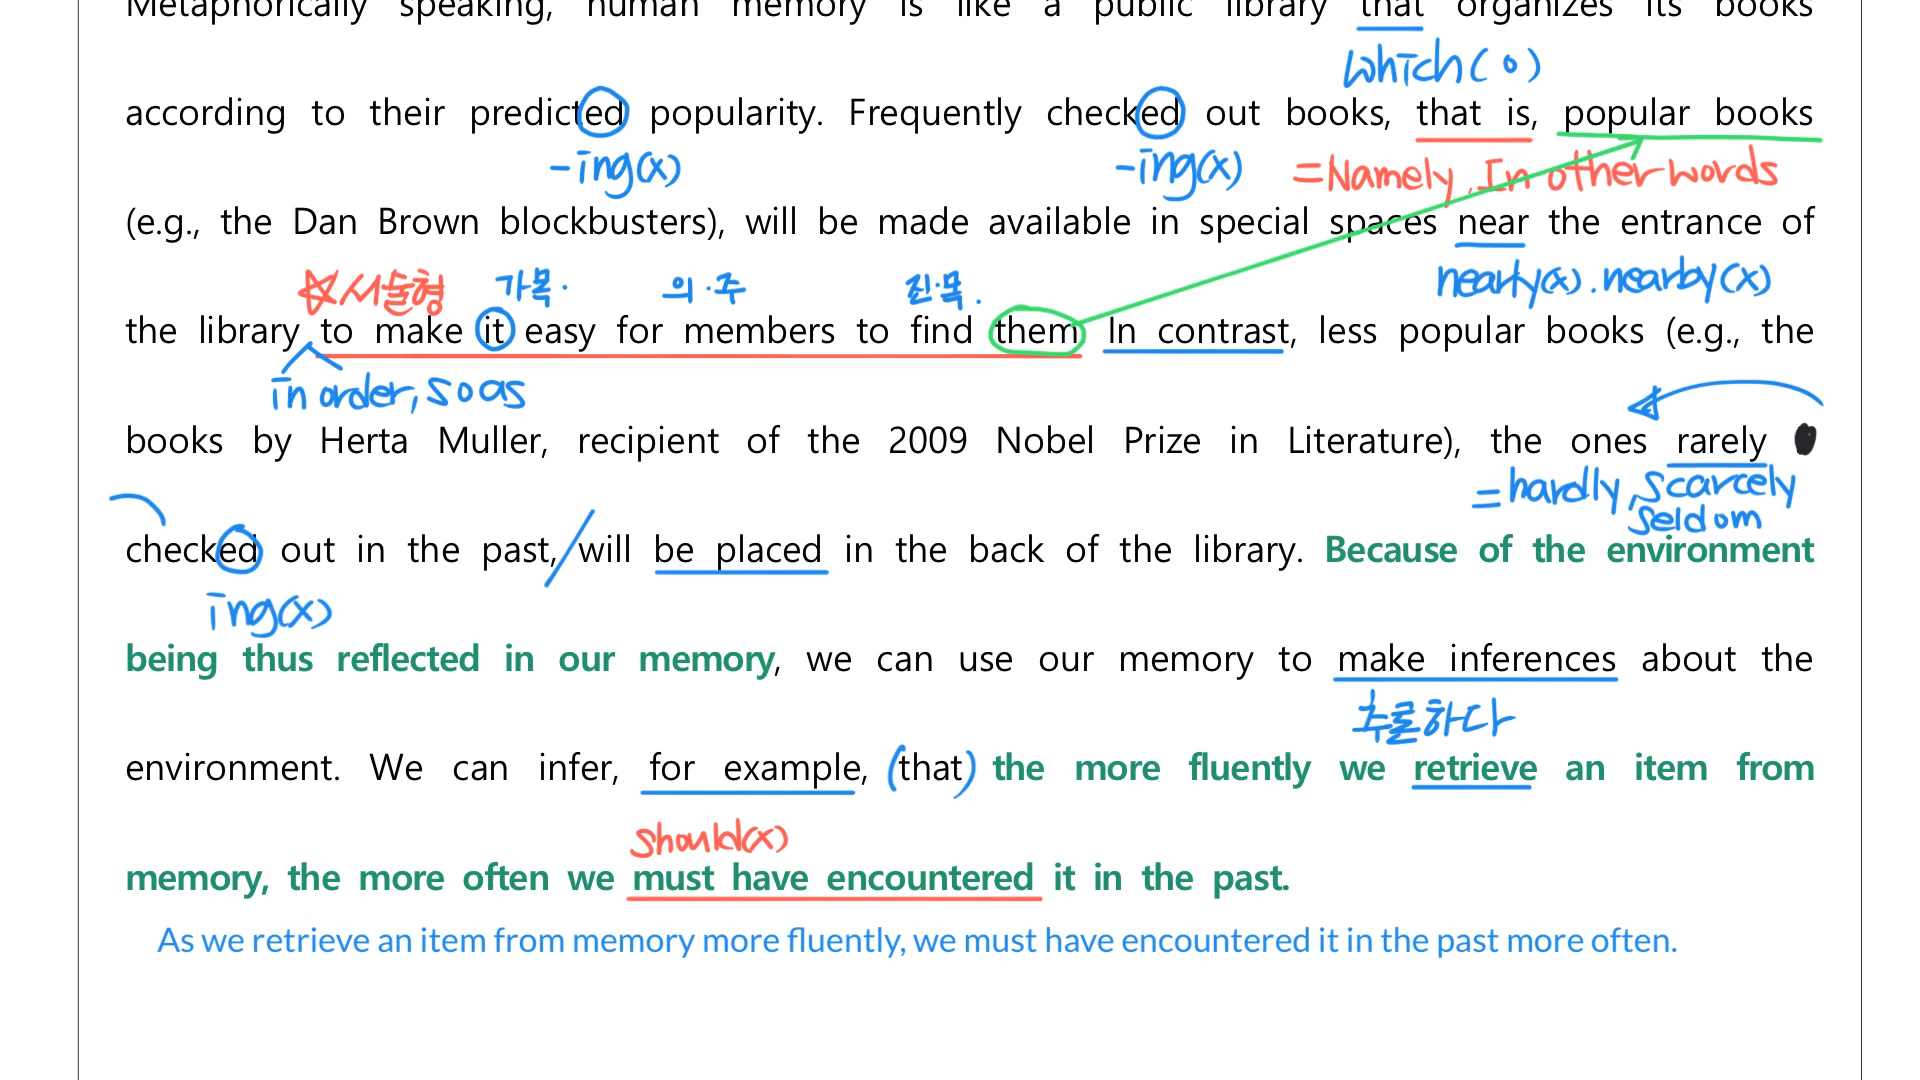 Metaphorically speaking, human memory is like a public library that organizes its books
which(o)
according to their predicted popularity. Frequently checked out books, that is, popular books
-ing(x) -ing(x) =Namely, In other words
(e.g., the Dan Brown blockbusters), will be made available in special spaces near the entrance of
☆서술형 가목. 의.주 진.목. nearly(x). nearby(x)
the library to make it easy for members to find them In contrast, less popular books (e.g., the
in order, so as
books by Herta Muller, recipient of the 2009 Nobel Prize in Literature), the ones rarely
=hardly, scarcely
seldom
checked out in the past, / will be placed in the back of the library. Because of the environment
ing(x)
being thus reflected in our memory, we can use our memory to make inferences about the
추론하다
environment. We can infer, for example, (that) the more fluently we retrieve an item from
should(x)
memory, the more often we must have encountered it in the past.
As we retrieve an item from memory more fluently, we must have encountered it in the past more often.